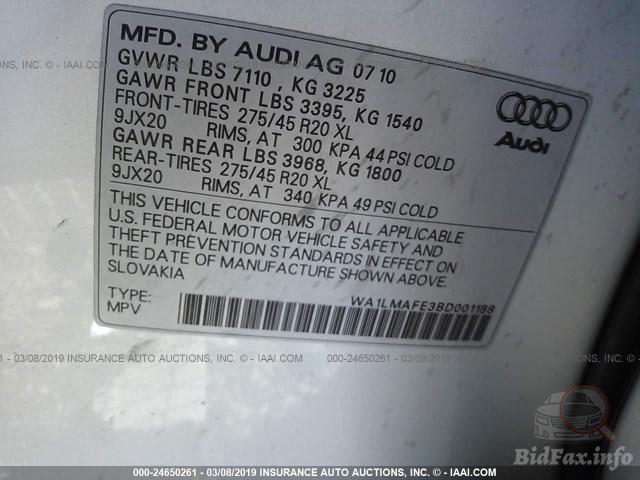 MFD. BY AUDI AG 07 10
GVWR LBS 7110 , KG 3225
GAWR FRONT LBS 3395, KG 1540
FRONT-TIRES 275/45 R20 XL
9JX20 RIMS, AT 300 KPA 44 PSI COLD
GAWR REAR LBS 3968, KG 1800
REAR-TIRES 275/45 R20 XL
9JX20 RIMS, AT 340 KPA 49 PSI COLD
Audi
THIS VEHICLE CONFORMS TO ALL APPLICABLE
U.S. FEDERAL MOTOR VEHICLE SAFETY AND
THEFT PREVENTION STANDARDS IN EFFECT ON
THE DATE OF MANUFACTURE SHOWN ABOVE.
SLOVAKIA
TYPE:
MPV
WA1LMAFE3BD001188
000-24650261 - 03/08/2019 INSURANCE AUTO AUCTIONS, INC. - © IAAI.COM
BidFax.info